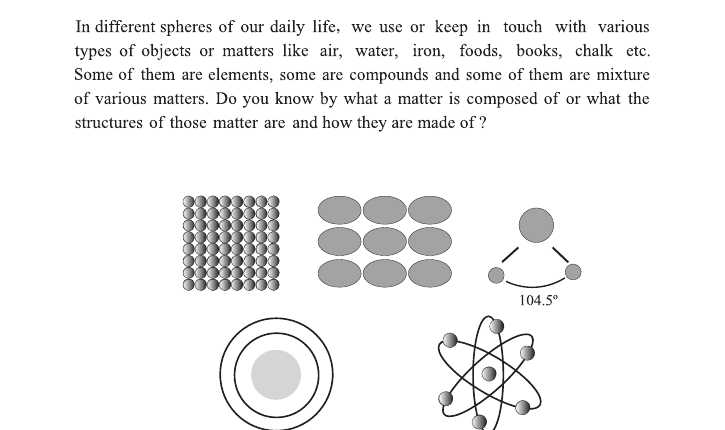 In different spheres of our daily life, we use or keep in touch with various
types of objects or matters like air, water, iron, foods, books, chalk etc.
Some of them are elements, some are compounds and some of them are mixture
of various matters. Do you know by what a matter is composed of or what the
structures of those matter are and how they are made of ?
104.5°